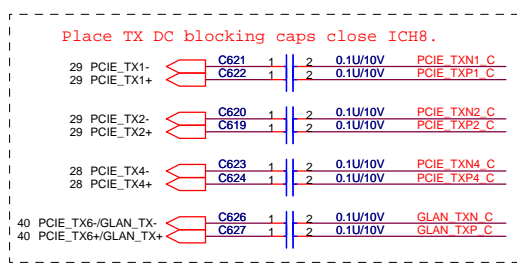 Place TX DC blocking caps close ICH8.
29 PCIE_TX1- C621 1 2 0.1U/10V PCIE_TXN1_C
29 PCIE_TX1+ C622 1 2 0.1U/10V PCIE_TXP1_C
29 PCIE_TX2- C620 1 2 0.1U/10V PCIE_TXN2_C
29 PCIE_TX2+ C619 1 2 0.1U/10V PCIE_TXP2_C
28 PCIE_TX4- C623 1 2 0.1U/10V PCIE_TXN4_C
28 PCIE_TX4+ C624 1 2 0.1U/10V PCIE_TXP4_C
40 PCIE_TX6-/GLAN_TX- C626 1 2 0.1U/10V GLAN_TXN_C
40 PCIE_TX6+/GLAN_TX+ C627 1 2 0.1U/10V GLAN_TXP_C